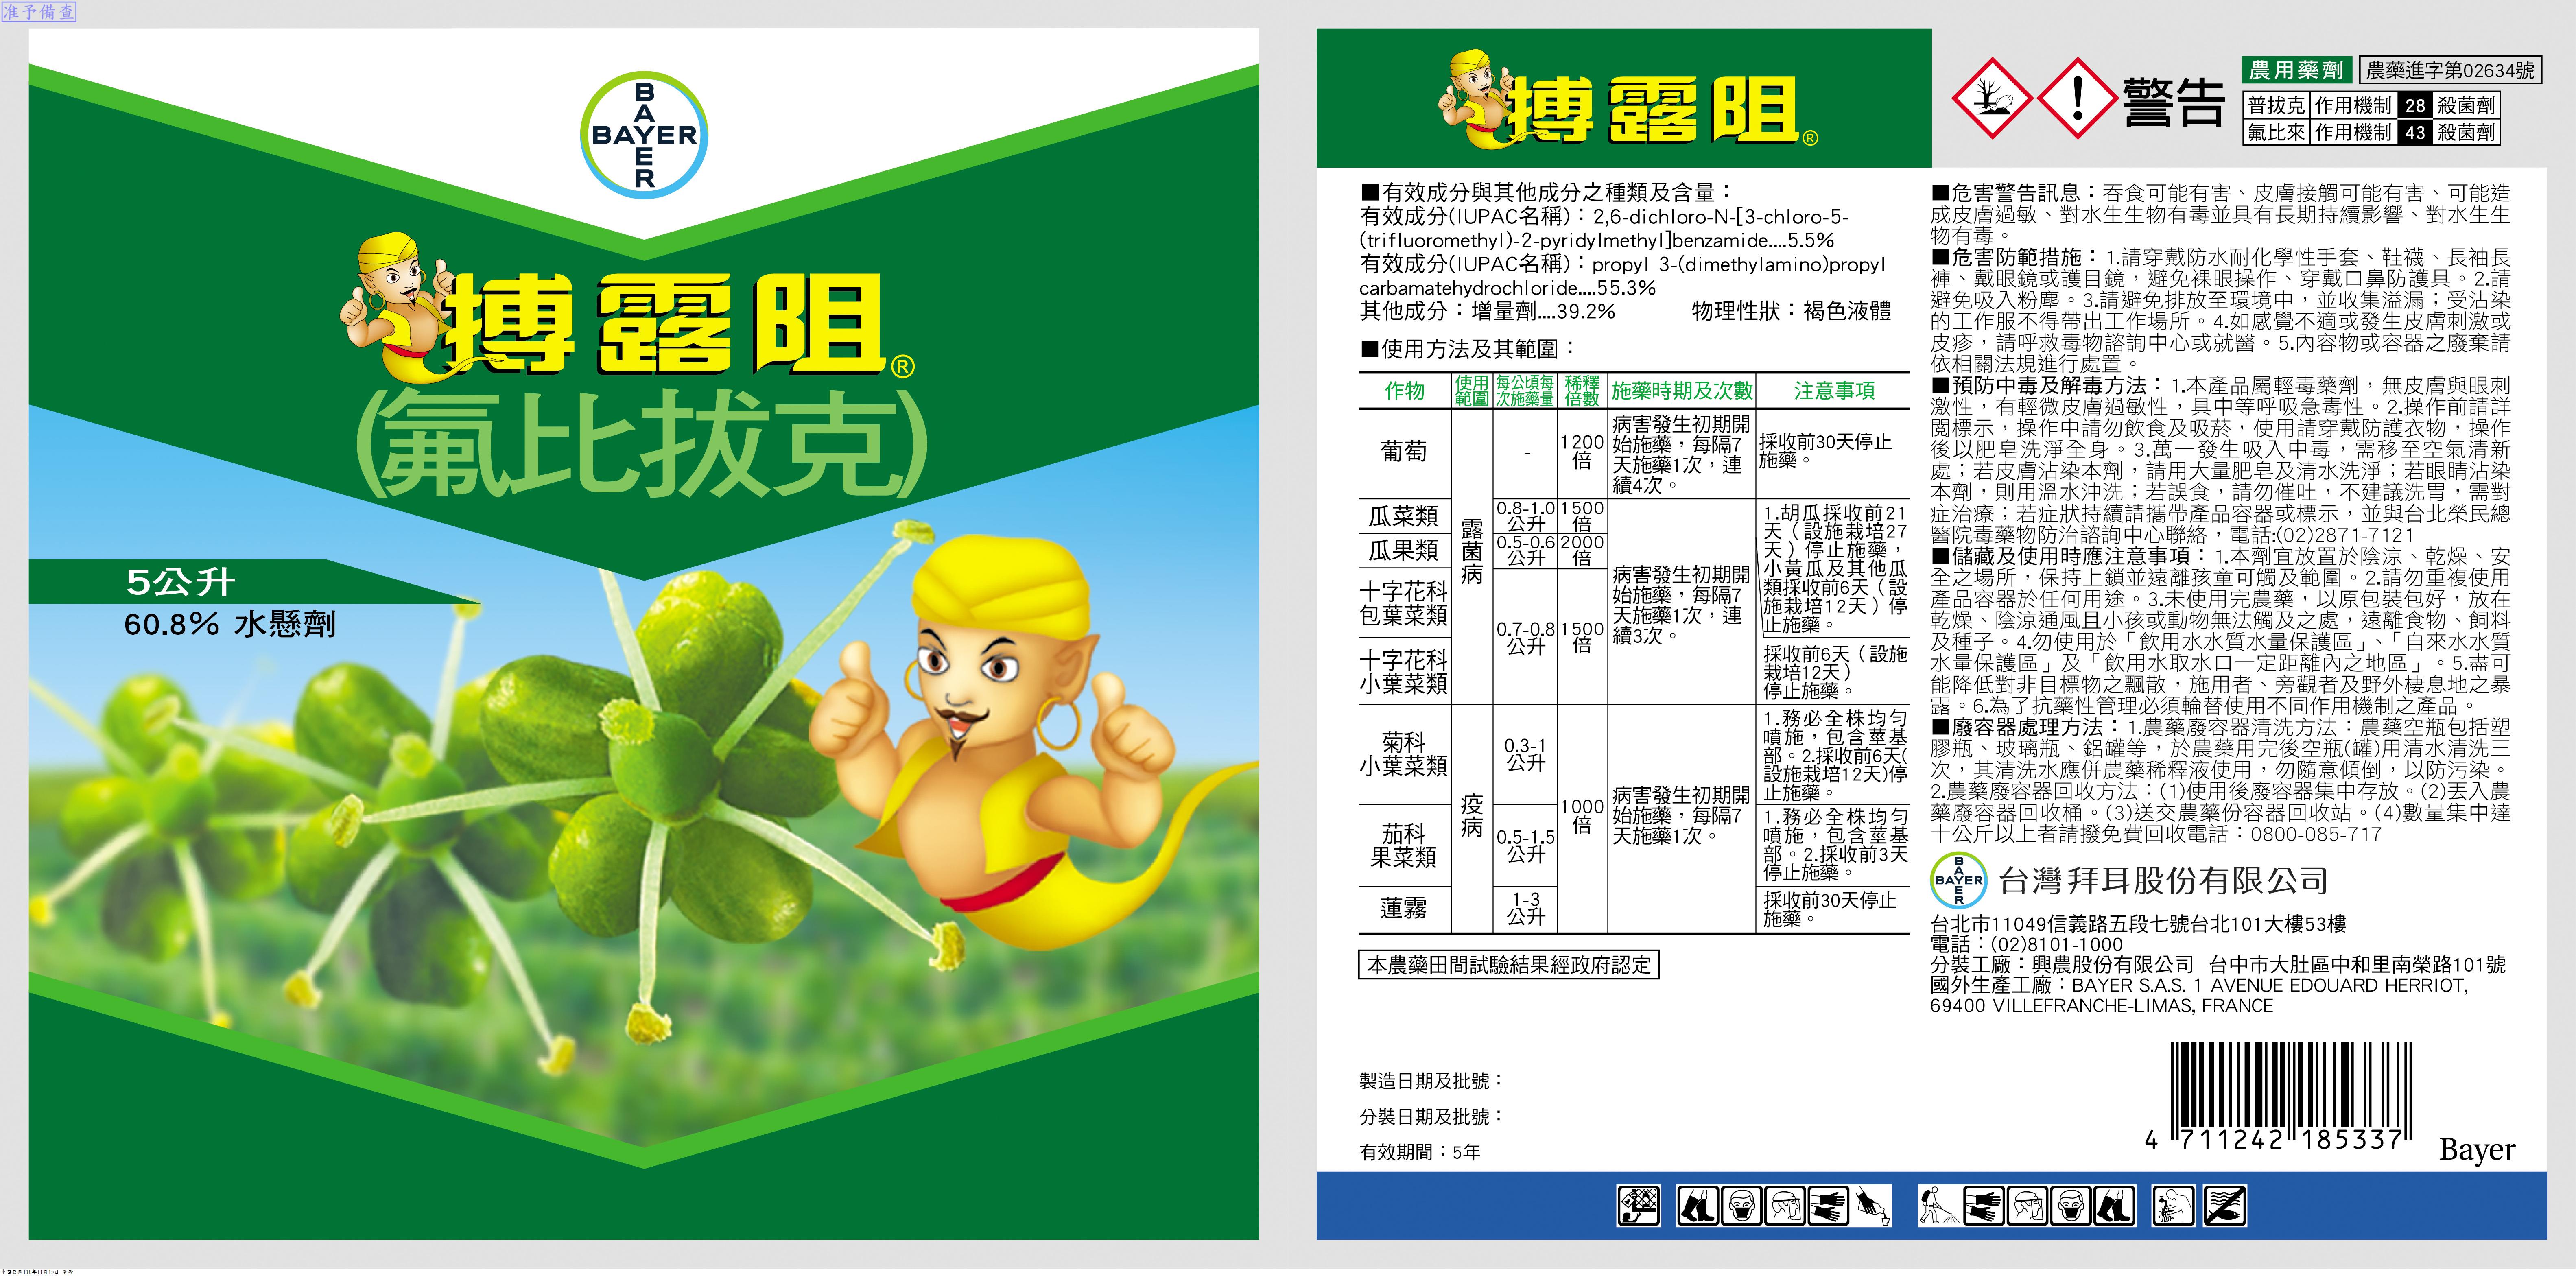 准予備查
BAYER
BAYER
搏露阻®
(氟比拔克)
5公升
60.8% 水懸劑
中華民國110年11月15日
搏露阻®
警告
農用藥劑
農藥進字第02634號
普拔克 作用機制 28 殺菌劑
氟比來 作用機制 43 殺菌劑
■有效成分與其他成分之種類及含量：
有效成分(IUPAC名稱)：2,6-dichloro-N-[3-chloro-5-
(trifluoromethyl)-2-pyridylmethyl]benzamide....5.5%
有效成分(IUPAC名稱)：propyl 3-(dimethylamino)propyl
carbamatehydrochloride....55.3%
其他成分：增量劑....39.2% 物理性狀：褐色液體
■使用方法及其範圍：
作物 使用範圍 每公頃每次施藥量 稀釋倍數 施藥時期及次數 注意事項
葡萄
露菌病
-
1200
倍
病害發生初期開
始施藥，每隔7
天施藥1次，連
續4次。
採收前30天停止
施藥。
瓜菜類
0.8-1.0
公升
1500
倍
瓜果類
0.5-0.6
公升
2000
倍
十字花科
包葉菜類
0.7-0.8
公升
1500
倍
病害發生初期開
始施藥，每隔7
天施藥1次，連
續3次。
1.胡瓜採收前21
天（設施栽培27
天）停止施藥，
小黃瓜及其他瓜
類採收前6天（設
施栽培12天）停
止施藥。
十字花科
小葉菜類
採收前6天（設施
栽培12天）
停止施藥。
菊科
小葉菜類
疫病
0.3-1
公升
1000
倍
病害發生初期開
始施藥，每隔7
天施藥1次。
1.務必全株均勻
噴施，包含莖基
部。2.採收前6天(
設施栽培12天)停
止施藥。
茄科
果菜類
0.5-1.5
公升
1.務必全株均勻
噴施，包含莖基
部。2.採收前3天
停止施藥。
蓮霧
1-3
公升
採收前30天停止
施藥。
本農藥田間試驗結果經政府認定
製造日期及批號：
分裝日期及批號：
有效期間：5年
■危害警告訊息：吞食可能有害、皮膚接觸可能有害、可能造
成皮膚過敏、對水生生物有毒並具有長期持續影響、對水生生
物有毒。
■危害防範措施：1.請穿戴防水耐化學性手套、鞋襪、長袖長
褲、戴眼鏡或護目鏡，避免裸眼操作、穿戴口鼻防護具。2.請
避免吸入粉塵。3.請避免排放至環境中，並收集溢漏；受沾染
的工作服不得帶出工作場所。4.如感覺不適或發生皮膚刺激或
皮疹，請呼救毒物諮詢中心或就醫。5.內容物或容器之廢棄請
依相關法規進行處置。
■預防中毒及解毒方法：1.本產品屬輕毒藥劑，無皮膚與眼刺
激性，有輕微皮膚過敏性，具中等呼吸急毒性。2.操作前請詳
閱標示，操作中請勿飲食及吸菸，使用請穿戴防護衣物，操作
後以肥皂洗淨全身。3.萬一發生吸入中毒，需移至空氣清新
處；若皮膚沾染本劑，請用大量肥皂及清水洗淨；若眼睛沾染
本劑，則用溫水沖洗；若誤食，請勿催吐，不建議洗胃，需對
症治療；若症狀持續請攜帶產品容器或標示，並與台北榮民總
醫院毒藥物防治諮詢中心聯絡，電話:(02)2871-7121
■儲藏及使用時應注意事項：1.本劑宜放置於陰涼、乾燥、安
全之場所，保持上鎖並遠離孩童可觸及範圍。2.請勿重複使用
產品容器於任何用途。3.未使用完農藥，以原包裝包好，放在
乾燥、陰涼通風且小孩或動物無法觸及之處，遠離食物、飼料
及種子。4.勿使用於「飲用水水質水量保護區」、「自來水水質
水量保護區」及「飲用水取水口一定距離內之地區」。5.盡可
能降低對非目標物之飄散，施用者、旁觀者及野外棲息地之暴
露。6.為了抗藥性管理必須輪替使用不同作用機制之產品。
■廢容器處理方法：1.農藥廢容器清洗方法：農藥空瓶包括塑
膠瓶、玻璃瓶、鋁罐等，於農藥用完後空瓶(罐)用清水清洗三
次，其清洗水應併農藥稀釋液使用，勿隨意傾倒，以防污染。
2.農藥廢容器回收方法：(1)使用後廢容器集中存放。(2)丟入農
藥廢容器回收桶。(3)送交農藥份容器回收站。(4)數量集中達
十公斤以上者請撥免費回收電話：0800-085-717
BAYER
BAYER
台灣拜耳股份有限公司
台北市11049信義路五段七號台北101大樓53樓
電話：(02)8101-1000
分裝工廠：興農股份有限公司 台中市大肚區中和里南榮路101號
國外生產工廠：BAYER S.A.S. 1 AVENUE EDOUARD HERRIOT,
69400 VILLEFRANCHE-LIMAS, FRANCE
4 711242 185337
Bayer